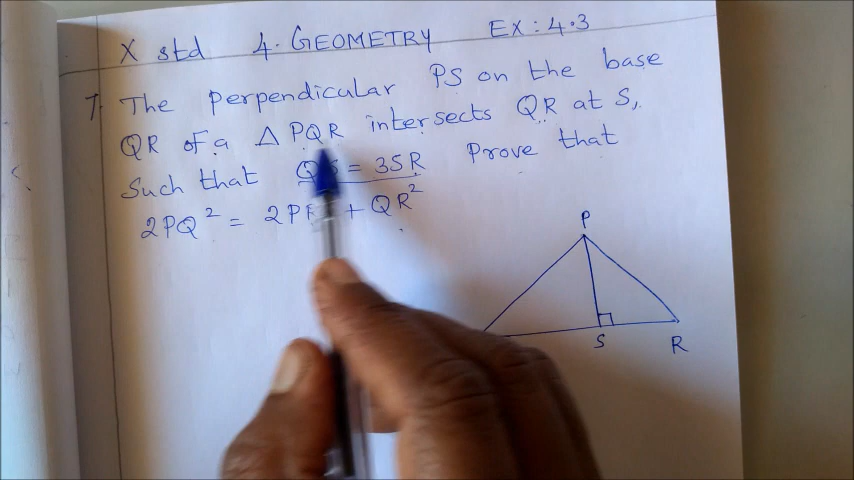 X std 4. GEOMETRY EX: 4.3
7. The perpendicular PS on the base
QR of a △ PQR intersects QR at S,
Such that = 3SR Prove that
2PQ² = + QR²
P
S R